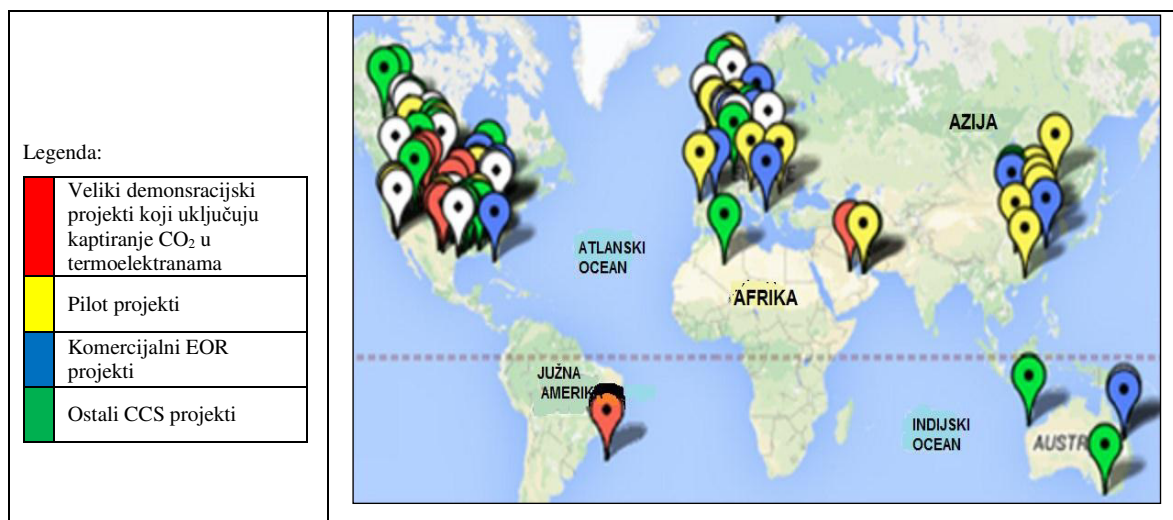 Legenda:
Veliki demonsracijski
projekti koji uključuju
kaptiranje CO₂ u
termoelektranama
Pilot projekti
Komercijalni EOR
projekti
Ostali CCS projekti
AZIJA
ATLANSKI
OCEAN
AFRIKA
JUŽNA
AMERIKA
INDIJSKI
OCEAN
AUSTR